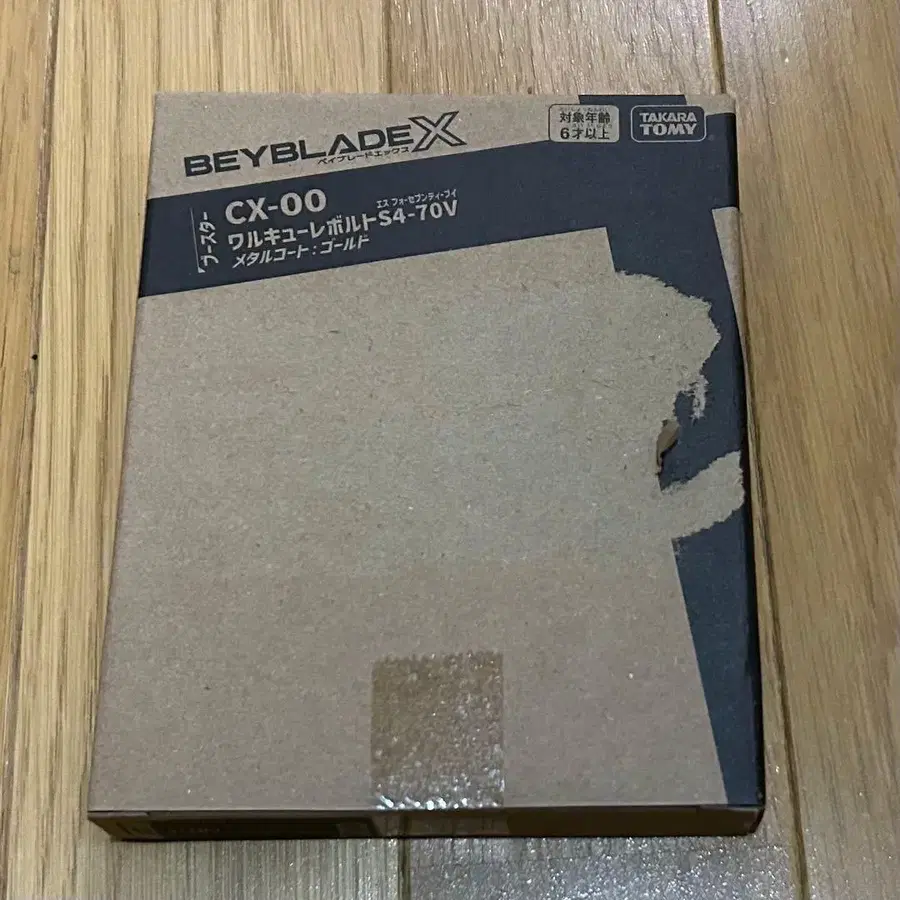 BEYBLADE X
ベイブレードエックス
対象年齢
6才以上
TAKARA
TOMY
ブースター
CX-00
エス フォーセブンティ・ブイ
ワルキューレボルトS4-70V
メタルコート：ゴールド